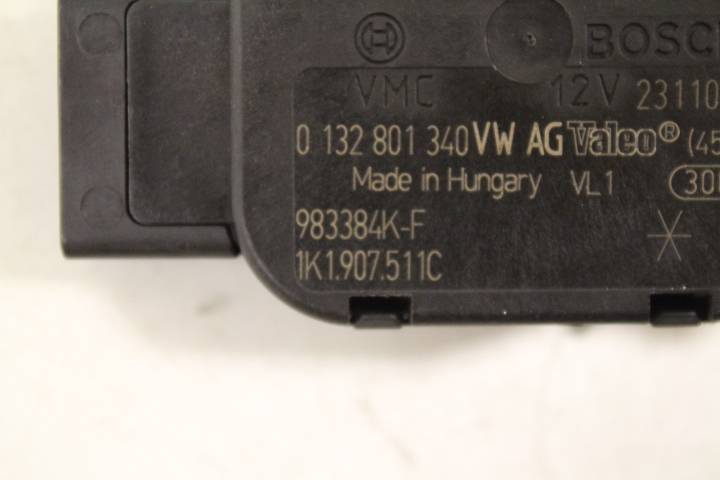 BOSCH
VMC 12V 23110
0 132 801 340 VW AG Valeo® (45
Made in Hungary VL1 30
983384K-F
1K1.907.511C